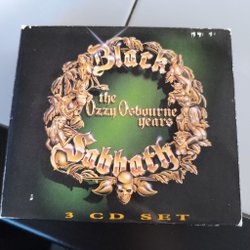 Black
the
Ozzy Osbourne
years
Sabbath
3 CD SET